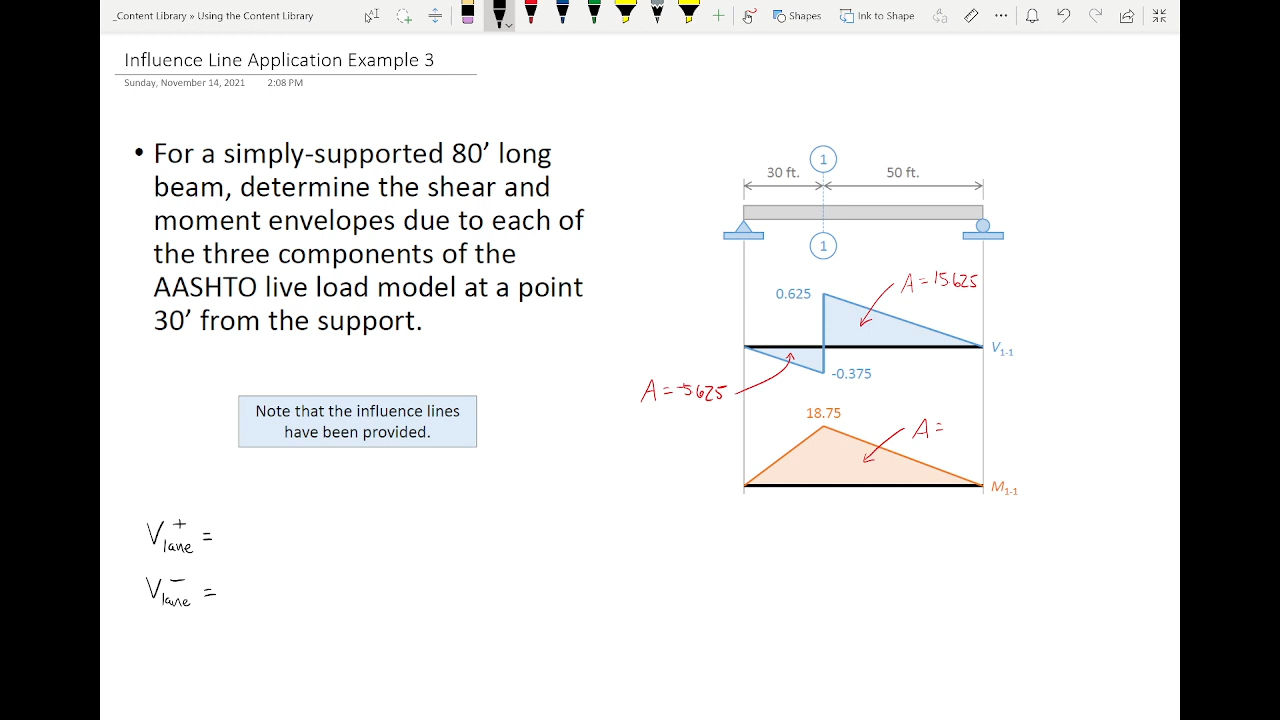 _Content Library » Using the Content Library
Shapes
Ink to Shape
Influence Line Application Example 3
Sunday, November 14, 2021 2:08 PM
• For a simply-supported 80’ long
beam, determine the shear and
moment envelopes due to each of
the three components of the
AASHTO live load model at a point
30’ from the support.
Note that the influence lines
have been provided.
V+lane =
V−lane =
1
30 ft.
50 ft.
1
0.625
A = 15.625
V1-1
-0.375
A = -5.625
18.75
A =
M1-1